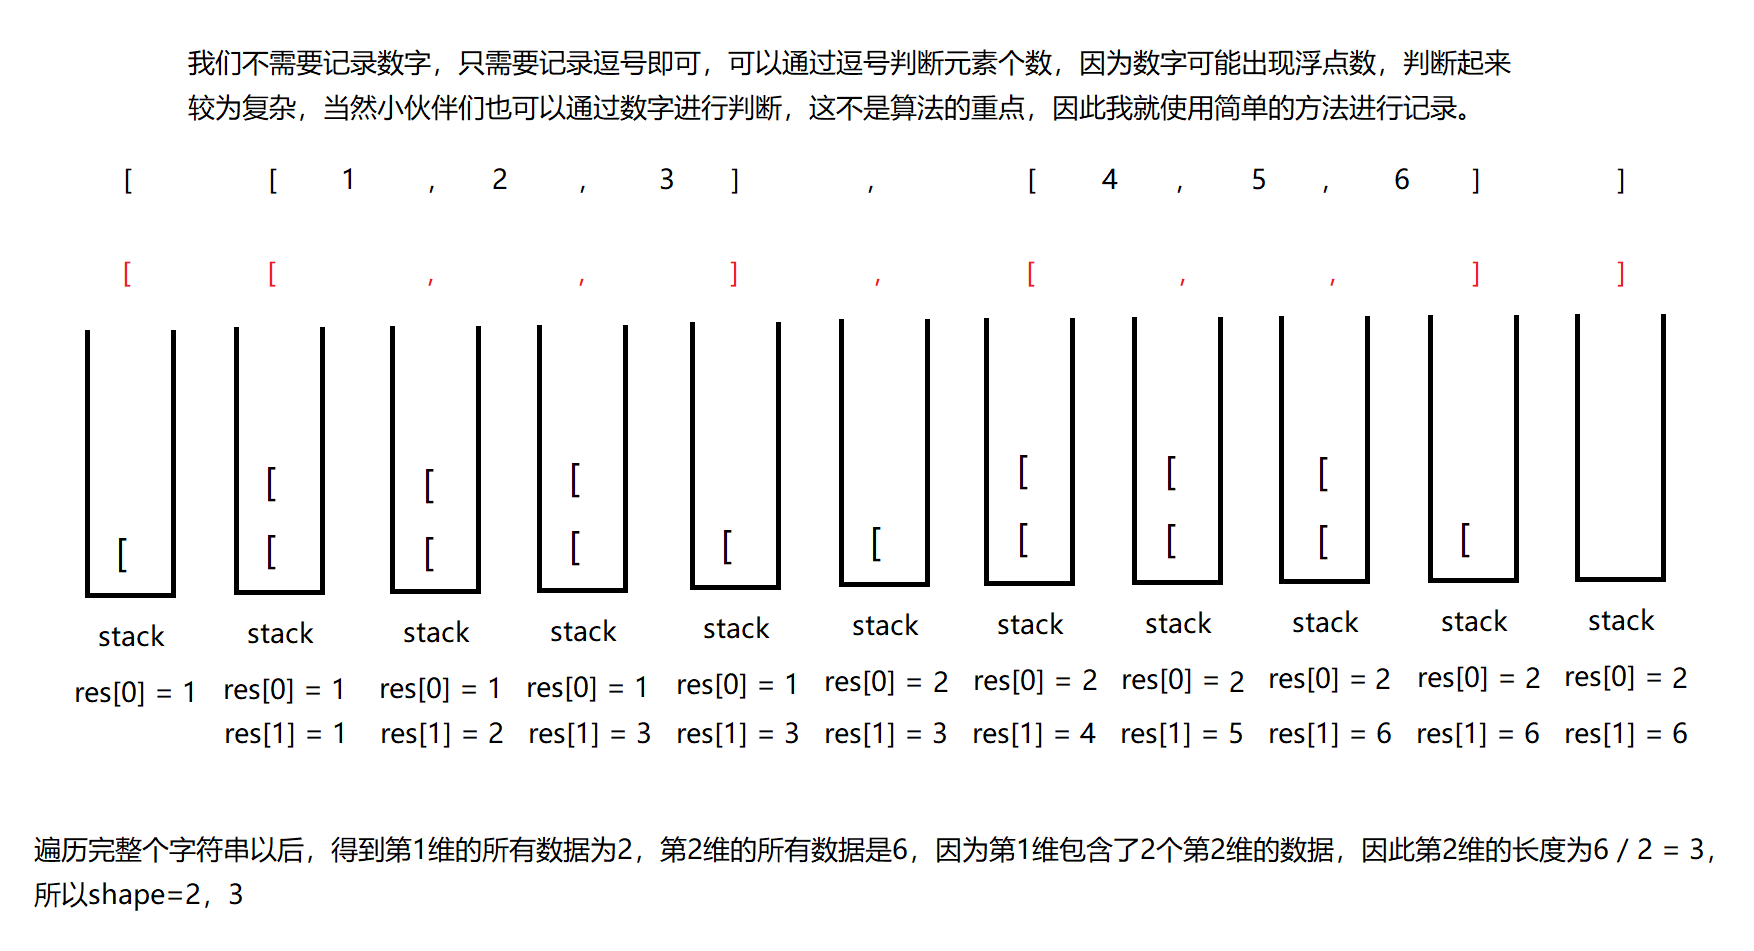 我们不需要记录数字，只需要记录逗号即可，可以通过逗号判断元素个数，因为数字可能出现浮点数，判断起来
较为复杂，当然小伙伴们也可以通过数字进行判断，这不是算法的重点，因此我就使用简单的方法进行记录。
[ [ 1 , 2 , 3 ] , [ 4 , 5 , 6 ] ]
[ [ , , ] , [ , , ] ]
[ [ [ [ [ [
[ [ [ [ [ [ [ [ [ [
stack stack stack stack stack stack stack stack stack stack stack
res[0] = 1 res[0] = 1 res[0] = 1 res[0] = 1 res[0] = 1 res[0] = 2 res[0] = 2 res[0] = 2 res[0] = 2 res[0] = 2 res[0] = 2
res[1] = 1 res[1] = 2 res[1] = 3 res[1] = 3 res[1] = 3 res[1] = 4 res[1] = 5 res[1] = 6 res[1] = 6 res[1] = 6
遍历完整个字符串以后，得到第1维的所有数据为2，第2维的所有数据是6，因为第1维包含了2个第2维的数据，因此第2维的长度为6 / 2 = 3，
所以shape=2，3